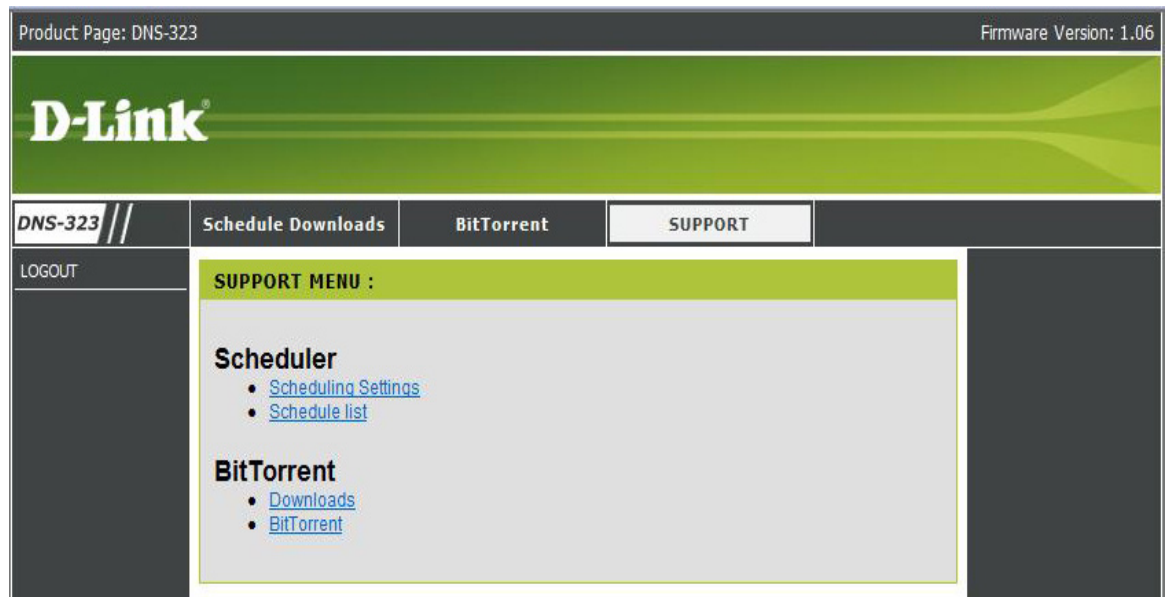 Product Page: DNS-323 Firmware Version: 1.06
D-Link®
DNS-323 Schedule Downloads BitTorrent SUPPORT
LOGOUT
SUPPORT MENU :
Scheduler
• Scheduling Settings
• Schedule list
BitTorrent
• Downloads
• BitTorrent